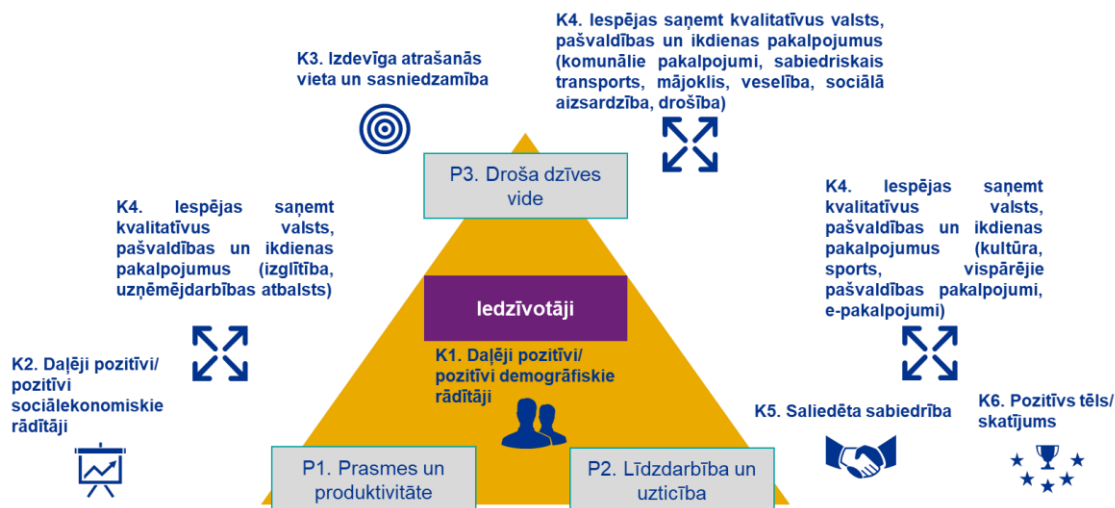 K4. Iespējas saņemt kvalitatīvus valsts,
pašvaldības un ikdienas pakalpojumus
(komunālie pakalpojumi, sabiedriskais
transports, mājoklis, veselība, sociālā
aizsardzība, drošība)
K3. Izdevīga atrašanās
vieta un sasniedzamība
P3. Droša dzīves
vide
K4. Iespējas saņemt
kvalitatīvus valsts,
pašvaldības un ikdienas
pakalpojumus (izglītība,
uzņēmējdarbības atbalsts)
K4. Iespējas saņemt
kvalitatīvus valsts,
pašvaldības un ikdienas
pakalpojumus (kultūra,
sports, vispārējie
pašvaldības pakalpojumi,
e-pakalpojumi)
Iedzīvotāji
K1. Daļēji pozitīvi/
pozitīvi demogrāfiskie
rādītāji
K2. Daļēji pozitīvi/
pozitīvi
sociālekonomiskie
rādītāji
K5. Saliedēta sabiedrība
K6. Pozitīvs tēls/
skatījums
P1. Prasmes un
produktivitāte
P2. Līdzdarbība un
uzticība